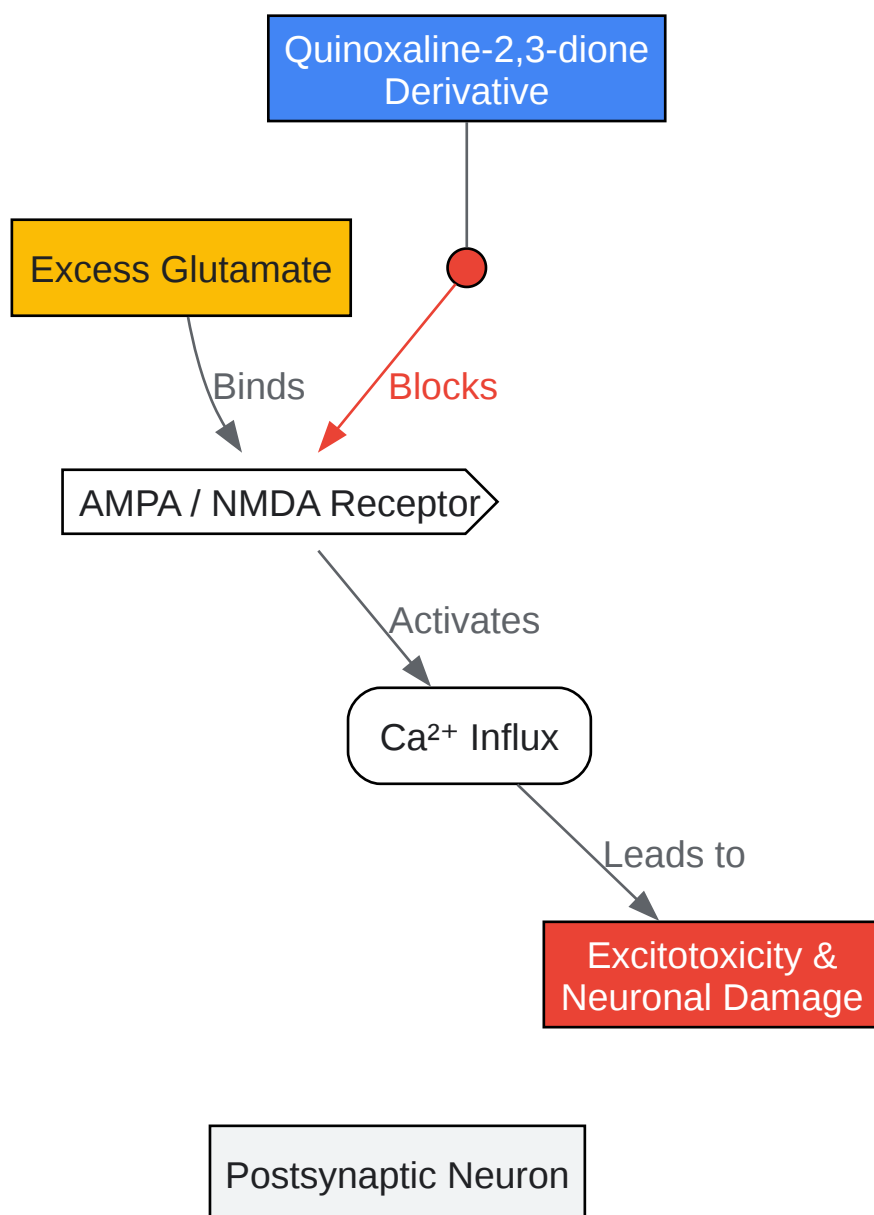 Quinoxaline-2,3-dione
Derivative
Excess Glutamate
Binds
Blocks
AMPA / NMDA Receptor
Activates
Ca²⁺ Influx
Leads to
Excitotoxicity &
Neuronal Damage
Postsynaptic Neuron